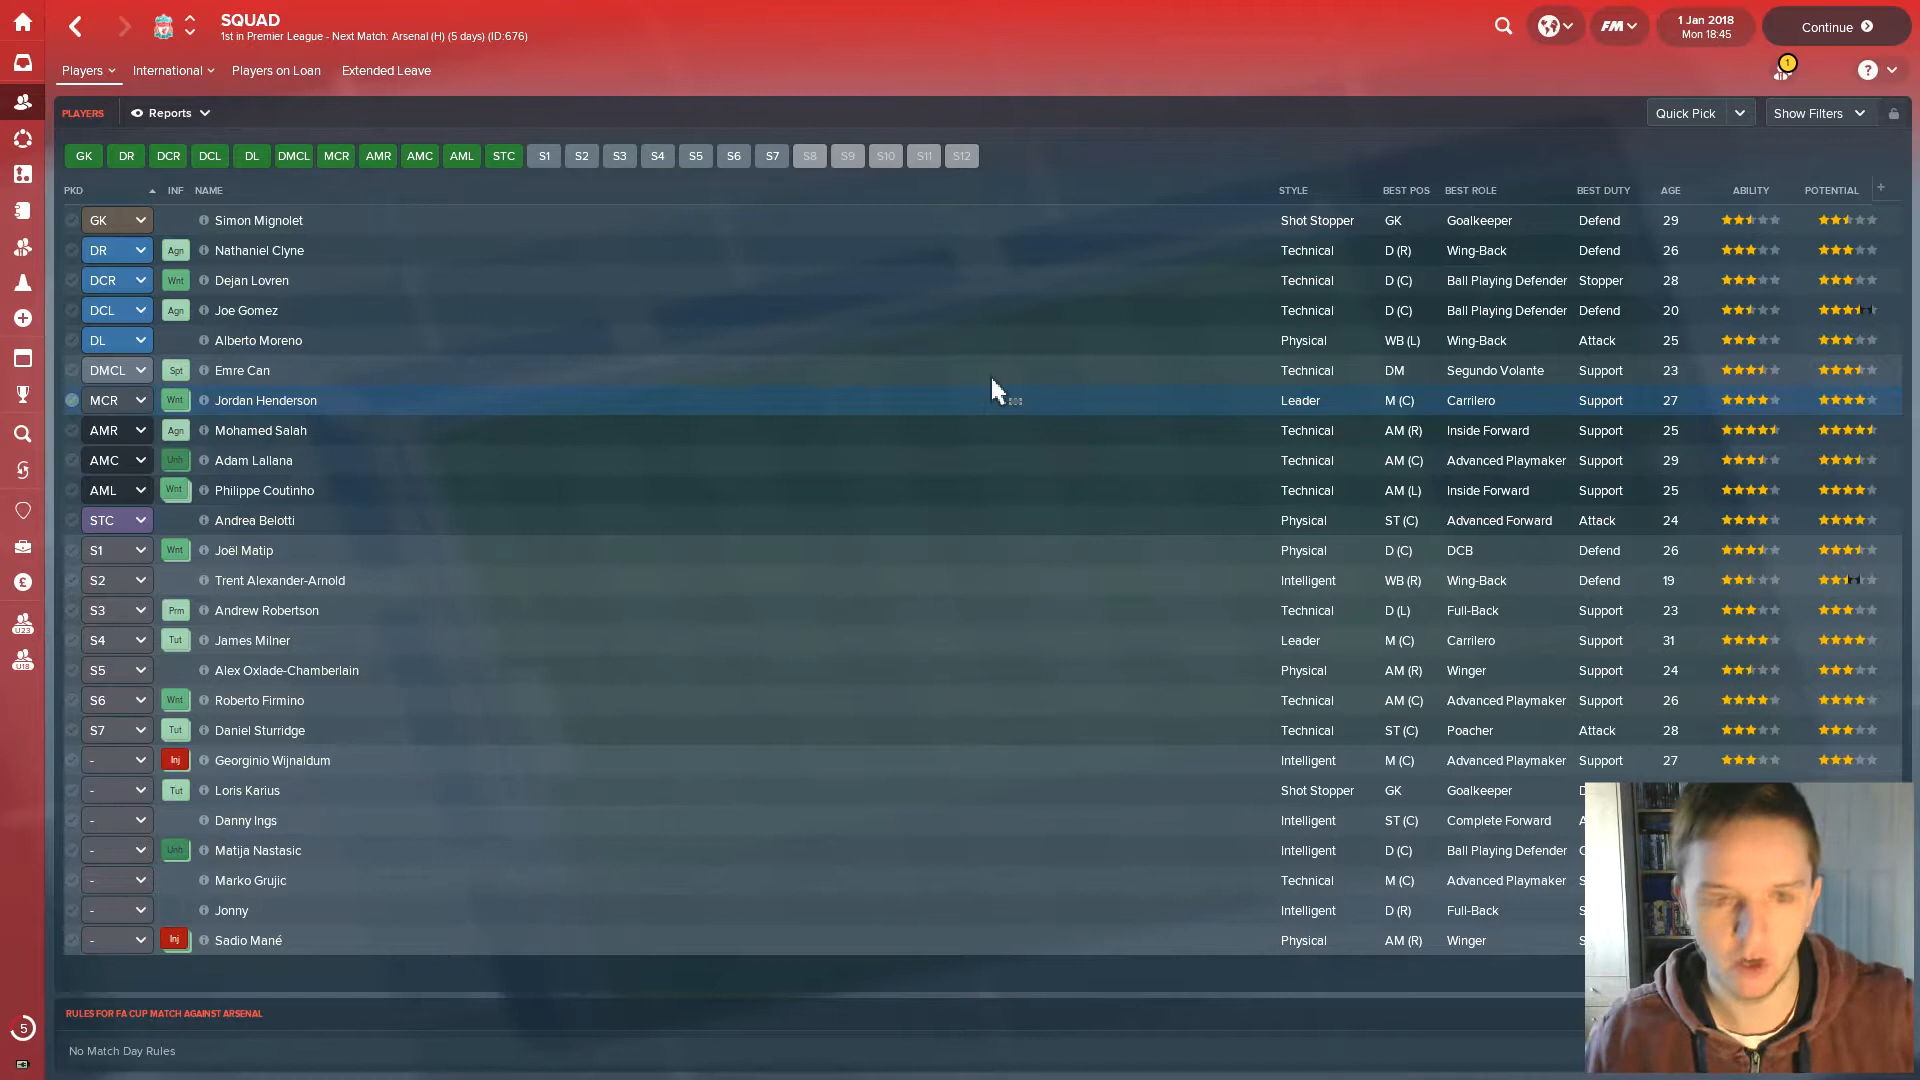 SQUAD
1st in Premier League - Next Match: Arsenal (H) (5 days) (ID:676)
FM
1 Jan 2018
Mon 18:45
Continue
Players International Players on Loan Extended Leave
1
?
PLAYERS Reports Quick Pick Show Filters
GK DR DCR DCL DL DMCL MCR AMR AMC AML STC S1 S2 S3 S4 S5 S6 S7 S8 S9 S10 S11 S12
PKD INF NAME STYLE BEST POS BEST ROLE BEST DUTY AGE ABILITY POTENTIAL +
GK Simon Mignolet Shot Stopper GK Goalkeeper Defend 29
DR Agn Nathaniel Clyne Technical D (R) Wing-Back Defend 26
DCR Wnt Dejan Lovren Technical D (C) Ball Playing Defender Stopper 28
DCL Agn Joe Gomez Technical D (C) Ball Playing Defender Defend 20
DL Alberto Moreno Physical WB (L) Wing-Back Attack 25
DMCL Spt Emre Can Technical DM Segundo Volante Support 23
MCR Wnt Jordan Henderson Leader M (C) Carrilero Support 27
AMR Agn Mohamed Salah Technical AM (R) Inside Forward Support 25
AMC Unh Adam Lallana Technical AM (C) Advanced Playmaker Support 29
AML Wnt Philippe Coutinho Technical AM (L) Inside Forward Support 25
STC Andrea Belotti Physical ST (C) Advanced Forward Attack 24
S1 Wnt Joël Matip Physical D (C) DCB Defend 26
S2 Trent Alexander-Arnold Intelligent WB (R) Wing-Back Defend 19
S3 Prm Andrew Robertson Technical D (L) Full-Back Support 23
S4 Tut James Milner Leader M (C) Carrilero Support 31
S5 Alex Oxlade-Chamberlain Physical AM (R) Winger Support 24
S6 Wnt Roberto Firmino Technical AM (C) Advanced Playmaker Support 26
S7 Tut Daniel Sturridge Technical ST (C) Poacher Attack 28
- Inj Georginio Wijnaldum Intelligent M (C) Advanced Playmaker Support 27
- Tut Loris Karius Shot Stopper GK Goalkeeper
- Danny Ings Intelligent ST (C) Complete Forward
- Unh Matija Nastasic Intelligent D (C) Ball Playing Defender
- Marko Grujic Technical M (C) Advanced Playmaker
- Jonny Intelligent D (R) Full-Back
- Inj Sadio Mané Physical AM (R) Winger
U23
U18
5
RULES FOR FA CUP MATCH AGAINST ARSENAL
No Match Day Rules